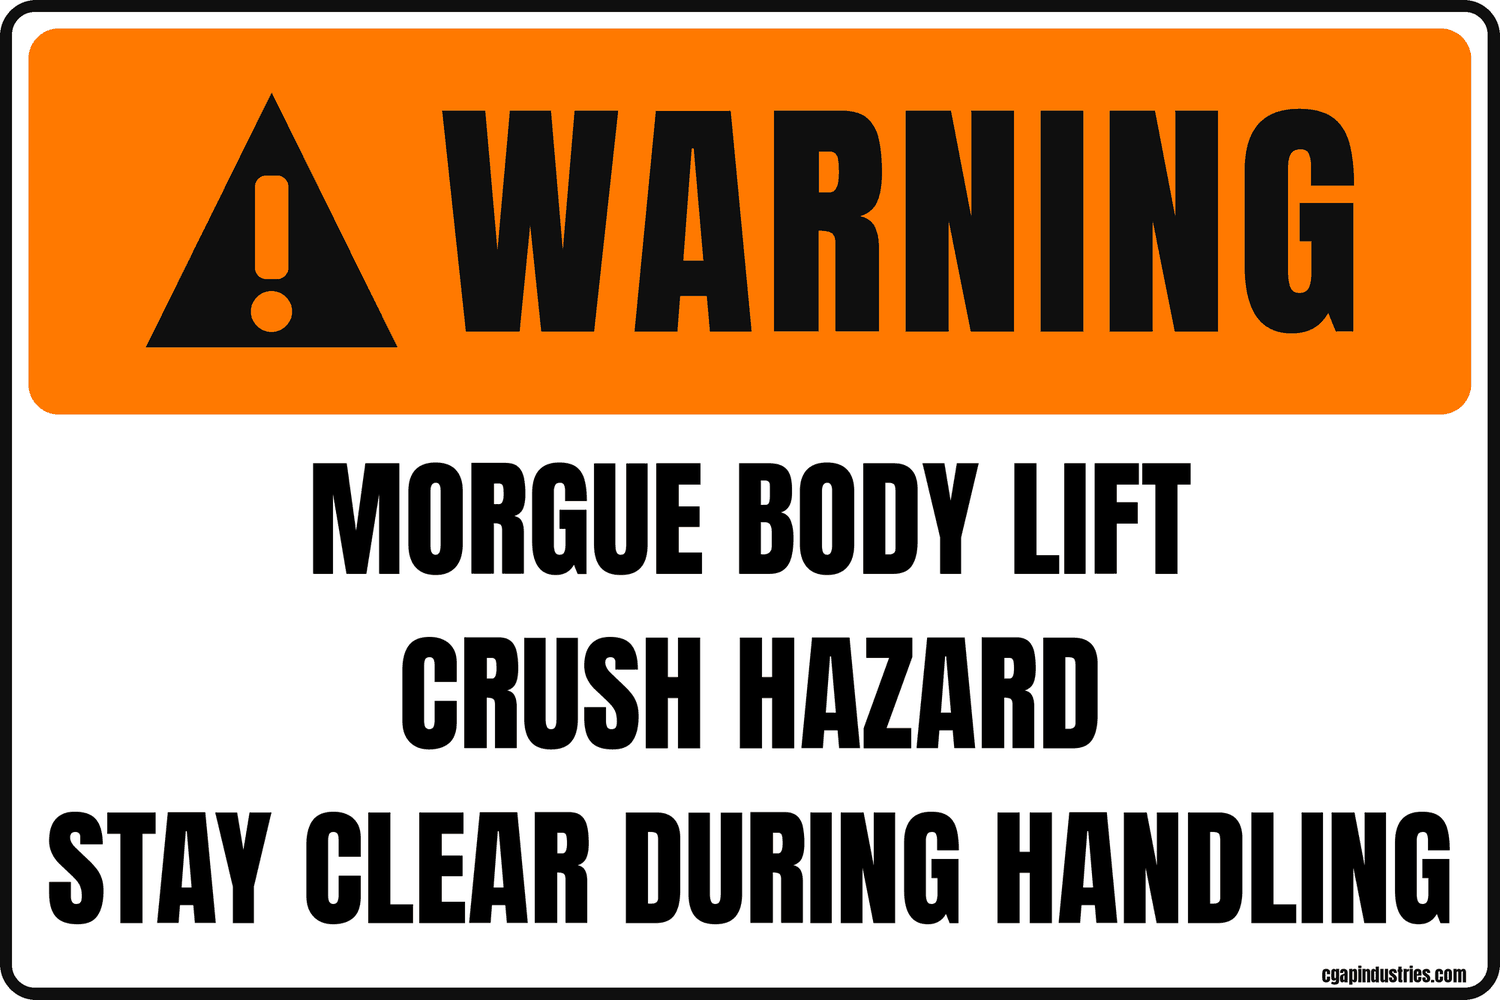 WARNING
MORGUE BODY LIFT
CRUSH HAZARD
STAY CLEAR DURING HANDLING
cgapindustries.com